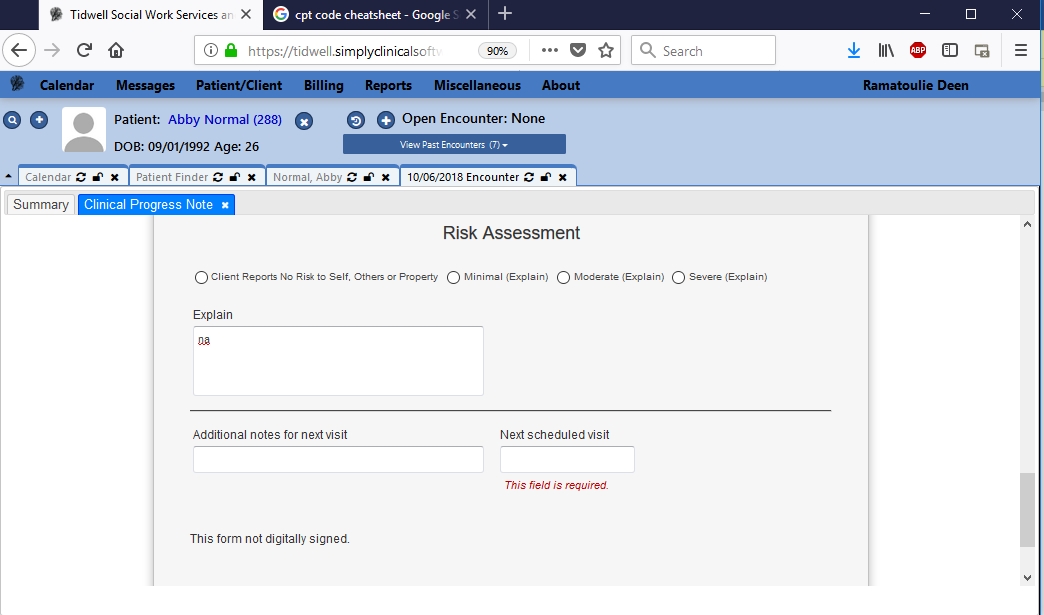 Tidwell Social Work Services an
cpt code cheatsheet - Google S
https://tidwell.simplyclinicalsoftw
90%
Search
ABP
Calendar Messages Patient/Client Billing Reports Miscellaneous About Ramatoulie Deen
Patient: Abby Normal (288)
Open Encounter: None
DOB: 09/01/1992 Age: 26
View Past Encounters (7)
Calendar Patient Finder Normal, Abby 10/06/2018 Encounter
Summary Clinical Progress Note
Risk Assessment
Client Reports No Risk to Self, Others or Property Minimal (Explain) Moderate (Explain) Severe (Explain)
Explain
na
Additional notes for next visit Next scheduled visit
This field is required.
This form not digitally signed.